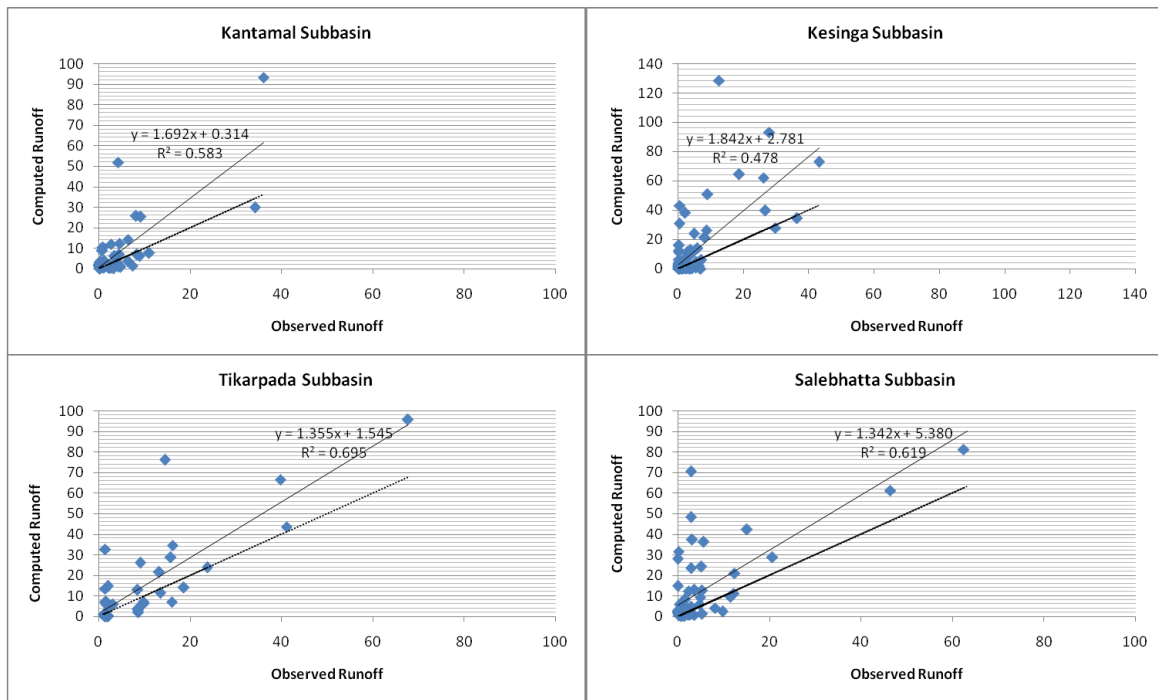 Kantamal Subbasin
Computed Runoff
100
90
80
70
60
50
40
30
20
10
0
y = 1.692x + 0.314
R² = 0.583
0 20 40 60 80 100
Observed Runoff
Kesinga Subbasin
Computed Runoff
140
120
100
80
60
40
20
0
y = 1.842x + 2.781
R² = 0.478
0 20 40 60 80 100 120 140
Observed Runoff
Tikarpada Subbasin
Computed Runoff
100
90
80
70
60
50
40
30
20
10
0
y = 1.355x + 1.545
R² = 0.695
0 20 40 60 80 100
Observed Runoff
Salebhatta Subbasin
Computed Runoff
100
90
80
70
60
50
40
30
20
10
0
y = 1.342x + 5.380
R² = 0.619
0 20 40 60 80 100
Observed Runoff